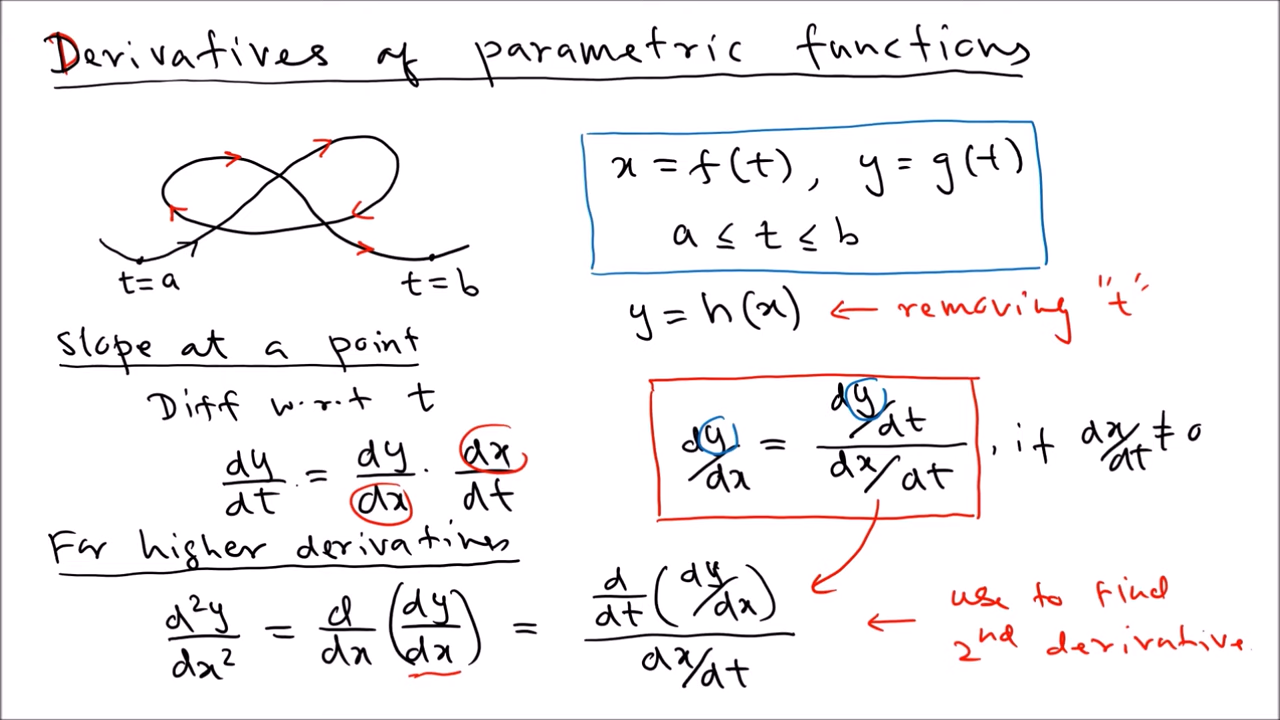 Derivatives of parametric functions
x = f(t), y = g(t)
a ≤ t ≤ b
t=a
t=b
y = h(x) ← removing "t"
Slope at a point
Diff w.r.t t
dy/dt = dy/dx · dx/dt
dy/dx = (dy/dt)/(dx/dt), if dx/dt ≠ 0
For higher derivatives
d²y/dx² = d/dx (dy/dx) = (d/dt (dy/dx))/(dx/dt)
← use to find
2nd derivative